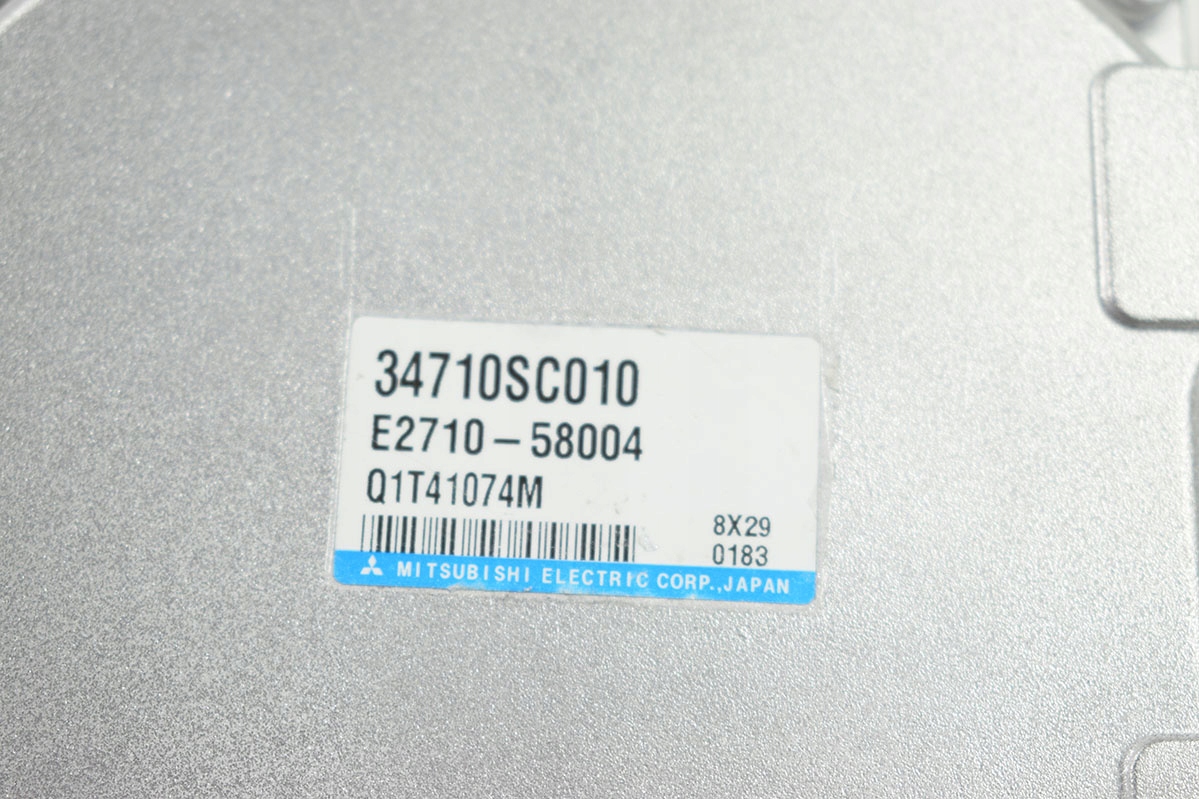 34710SC010
E2710-58004
Q1T41074M
8X29
0183
MITSUBISHI ELECTRIC CORP.,JAPAN